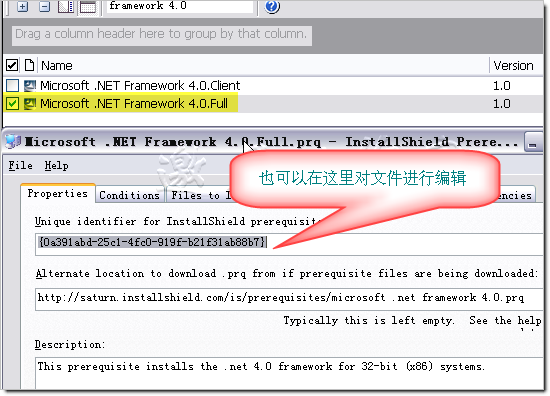 framework 4.0
Drag a column header here to group by that column.
Name Version
Microsoft .NET Framework 4.0.Client 1.0
Microsoft .NET Framework 4.0.Full 1.0
Microsoft .NET Framework 4.0.Full.prq - InstallShield Prere...
File Help
Properties Conditions Files to I
也可以在这里对文件进行编辑
encies
Unique identifier for InstallShield prerequisite
{0a391abd-25c1-4fc0-919f-b21f31ab88b7}
Alternate location to download .prq from if prerequisite files are being downloaded:
http://saturn.installshield.com/is/prerequisites/microsoft .net framework 4.0.prq
Typically this is left empty. See the help
Description:
This prerequisite installs the .net 4.0 framework for 32-bit (x86) systems.